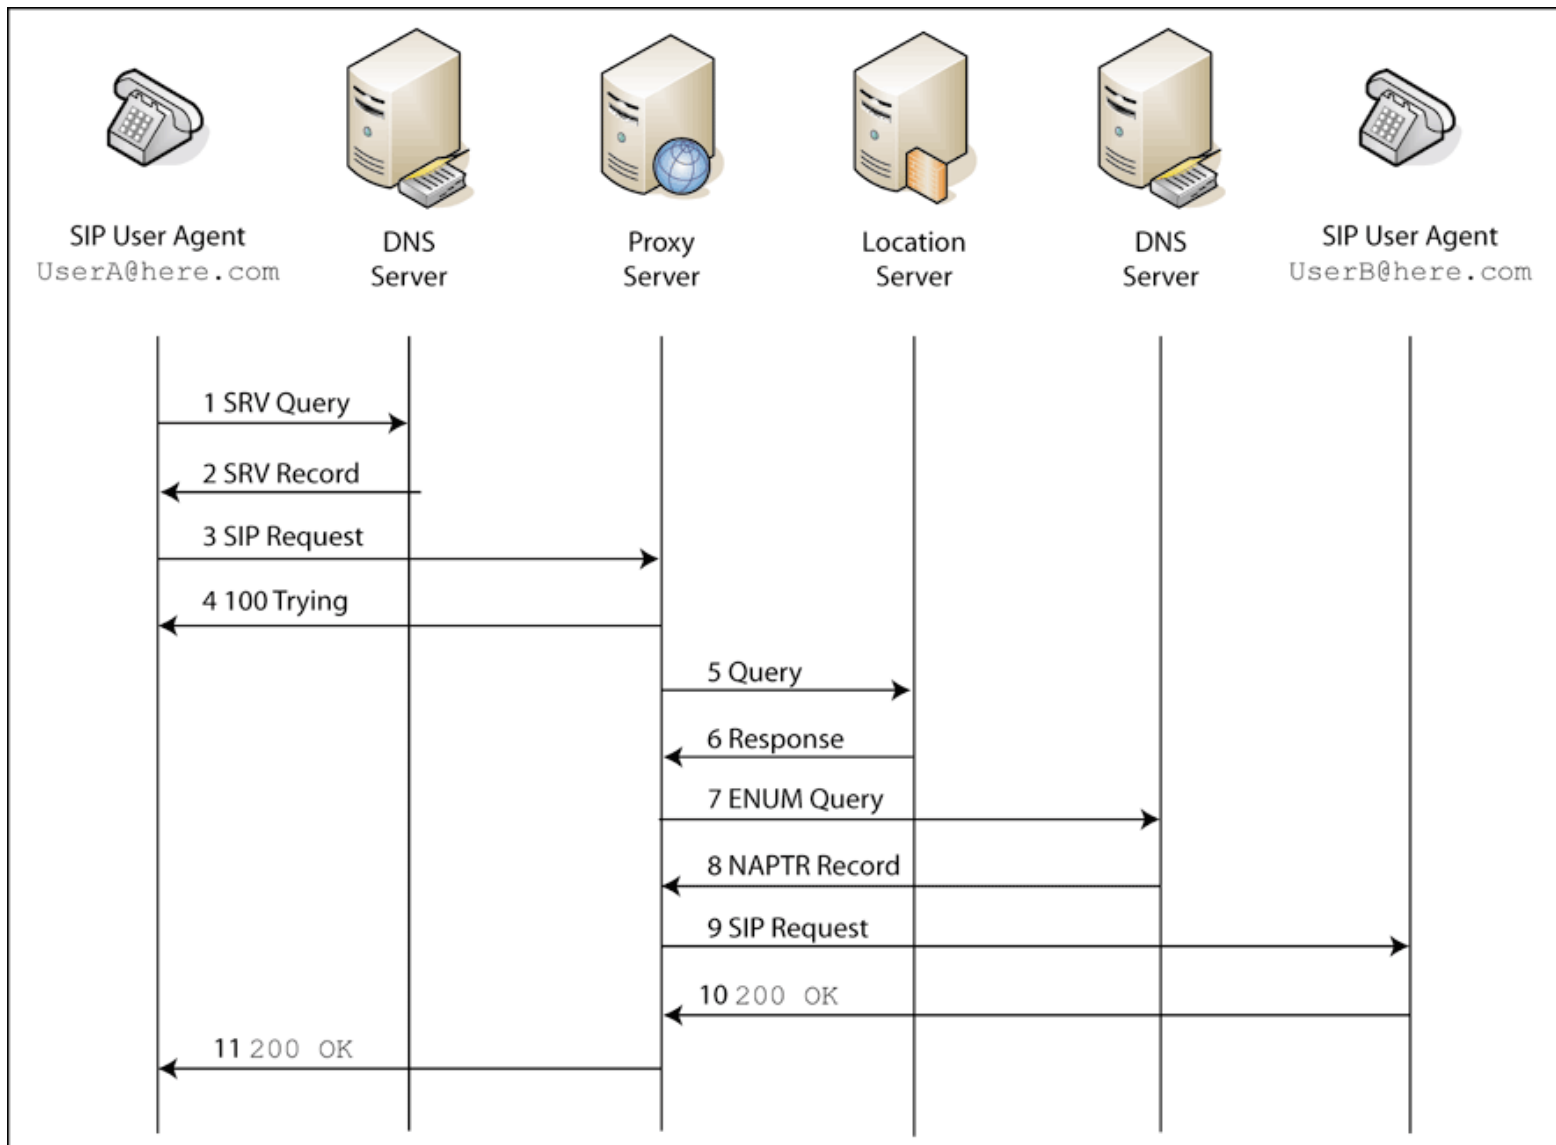 SIP User Agent
UserA@here.com
DNS
Server
Proxy
Server
Location
Server
DNS
Server
SIP User Agent
UserB@here.com
1 SRV Query
2 SRV Record
3 SIP Request
4 100 Trying
5 Query
6 Response
7 ENUM Query
8 NAPTR Record
9 SIP Request
10 200 OK
11 200 OK